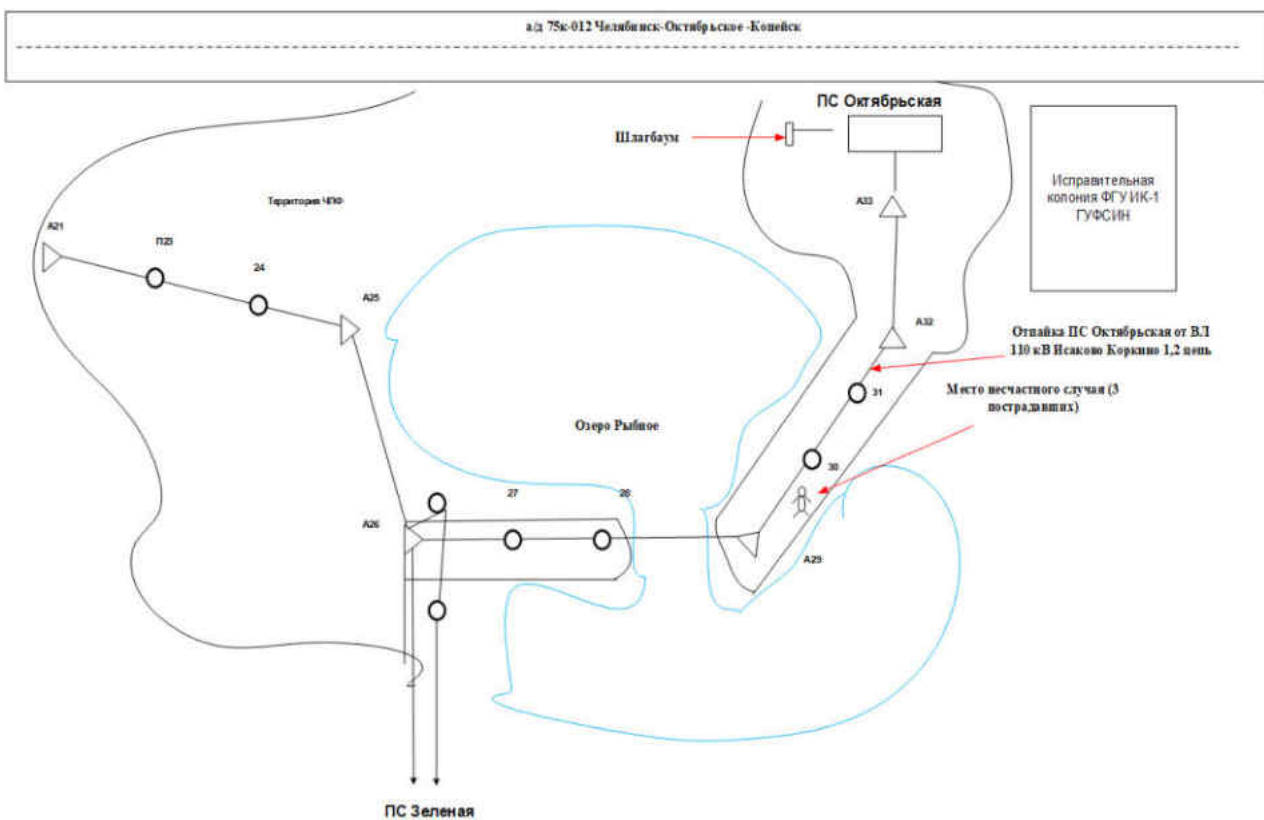 а/д 75к-012 Челябинск-Октябрьское -Копейск
ПС Октябрьская
Шлагбаум
Исправительная
колония ФГУ ИК-1
ГУФСИН
Территория ЧПФ
А33
А21
П23
24
А25
А32
Отпайка ПС Октябрьская от ВЛ
110 кВ Исаково Коркино 1,2 цепь
31
Место несчастного случая (3
пострадавших)
Озеро Рыбное
30
27
28
А26
А29
ПС Зеленая